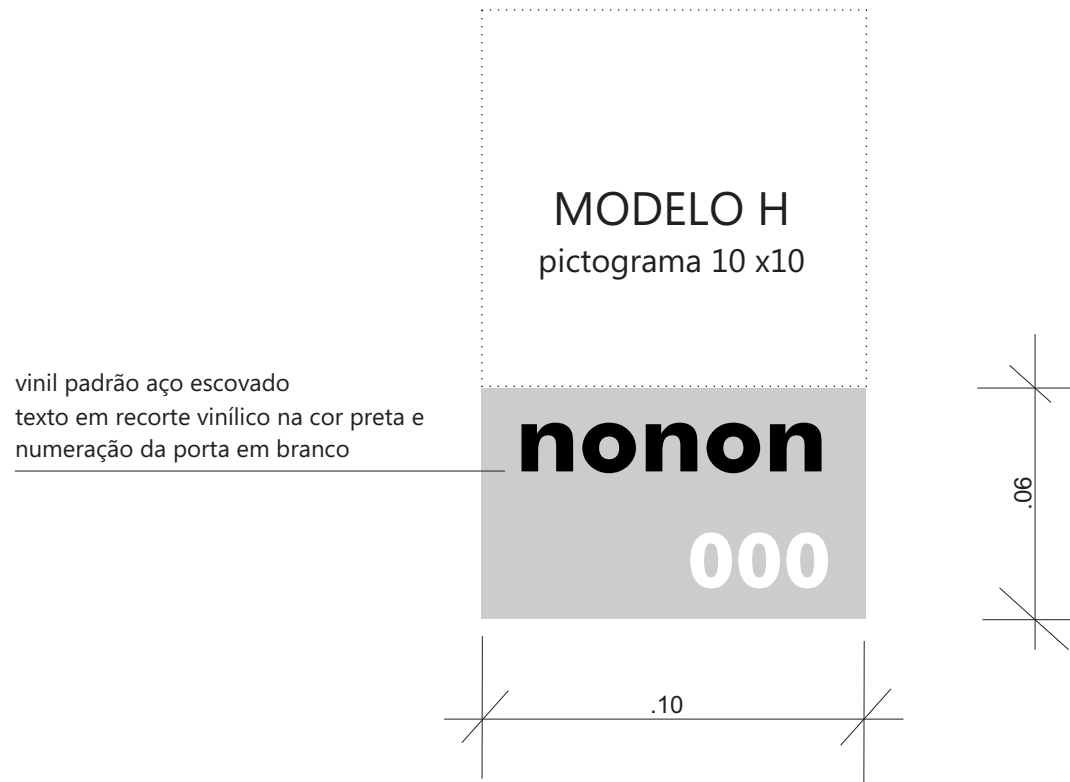 MODELO H
pictograma 10 x10
vinil padrão aço escovado
texto em recorte vinílico na cor preta e
numeração da porta em branco
nonon
000
.06
.10